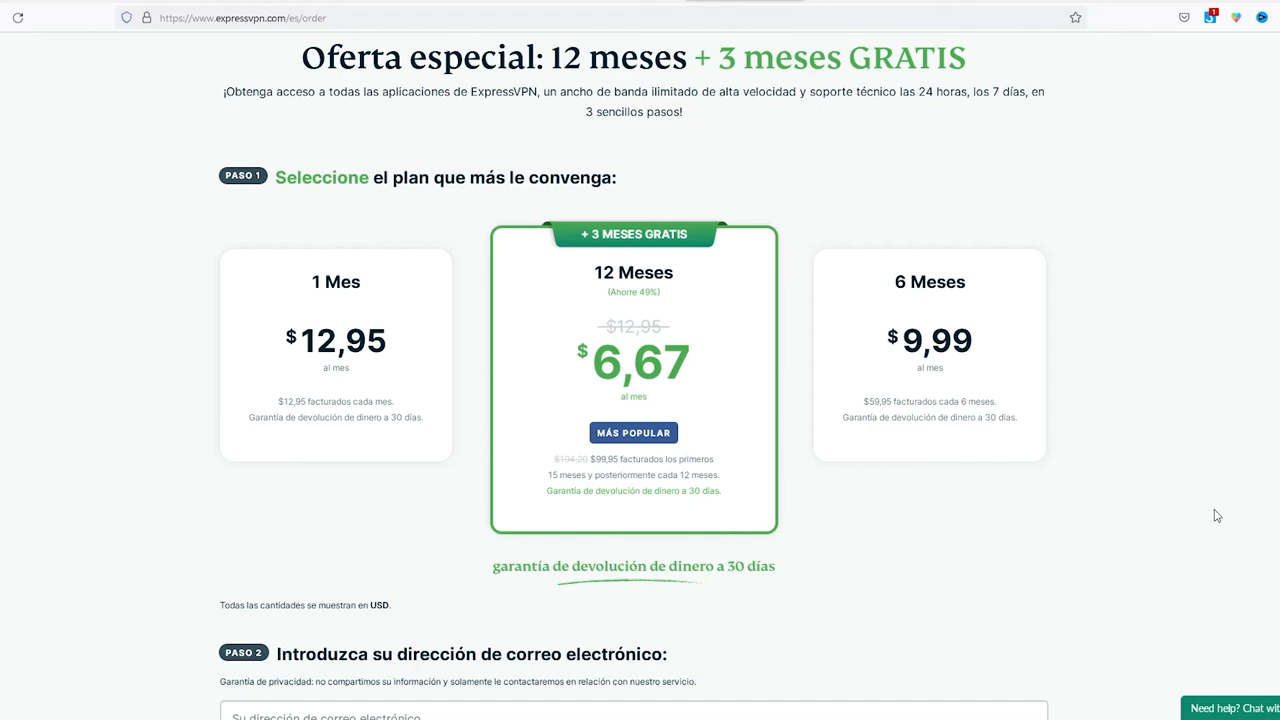 https://www.expressvpn.com/es/order
1
Oferta especial: 12 meses + 3 meses GRATIS
¡Obtenga acceso a todas las aplicaciones de ExpressVPN, un ancho de banda ilimitado de alta velocidad y soporte técnico las 24 horas, los 7 días, en
3 sencillos pasos!
PASO 1 Seleccione el plan que más le convenga:
1 Mes
$12,95
al mes
$12,95 facturados cada mes.
Garantía de devolución de dinero a 30 días.
+ 3 MESES GRATIS
12 Meses
(Ahorre 49%)
$12,95
$6,67
al mes
MÁS POPULAR
$194,20 $99,95 facturados los primeros
15 meses y posteriormente cada 12 meses.
Garantía de devolución de dinero a 30 días.
6 Meses
$9,99
al mes
$59,95 facturados cada 6 meses.
Garantía de devolución de dinero a 30 días.
garantía de devolución de dinero a 30 días
Todas las cantidades se muestran en USD.
PASO 2 Introduzca su dirección de correo electrónico:
Garantía de privacidad: no compartimos su información y solamente le contactaremos en relación con nuestro servicio.
Su dirección de correo electrónico
Need help? Chat wit